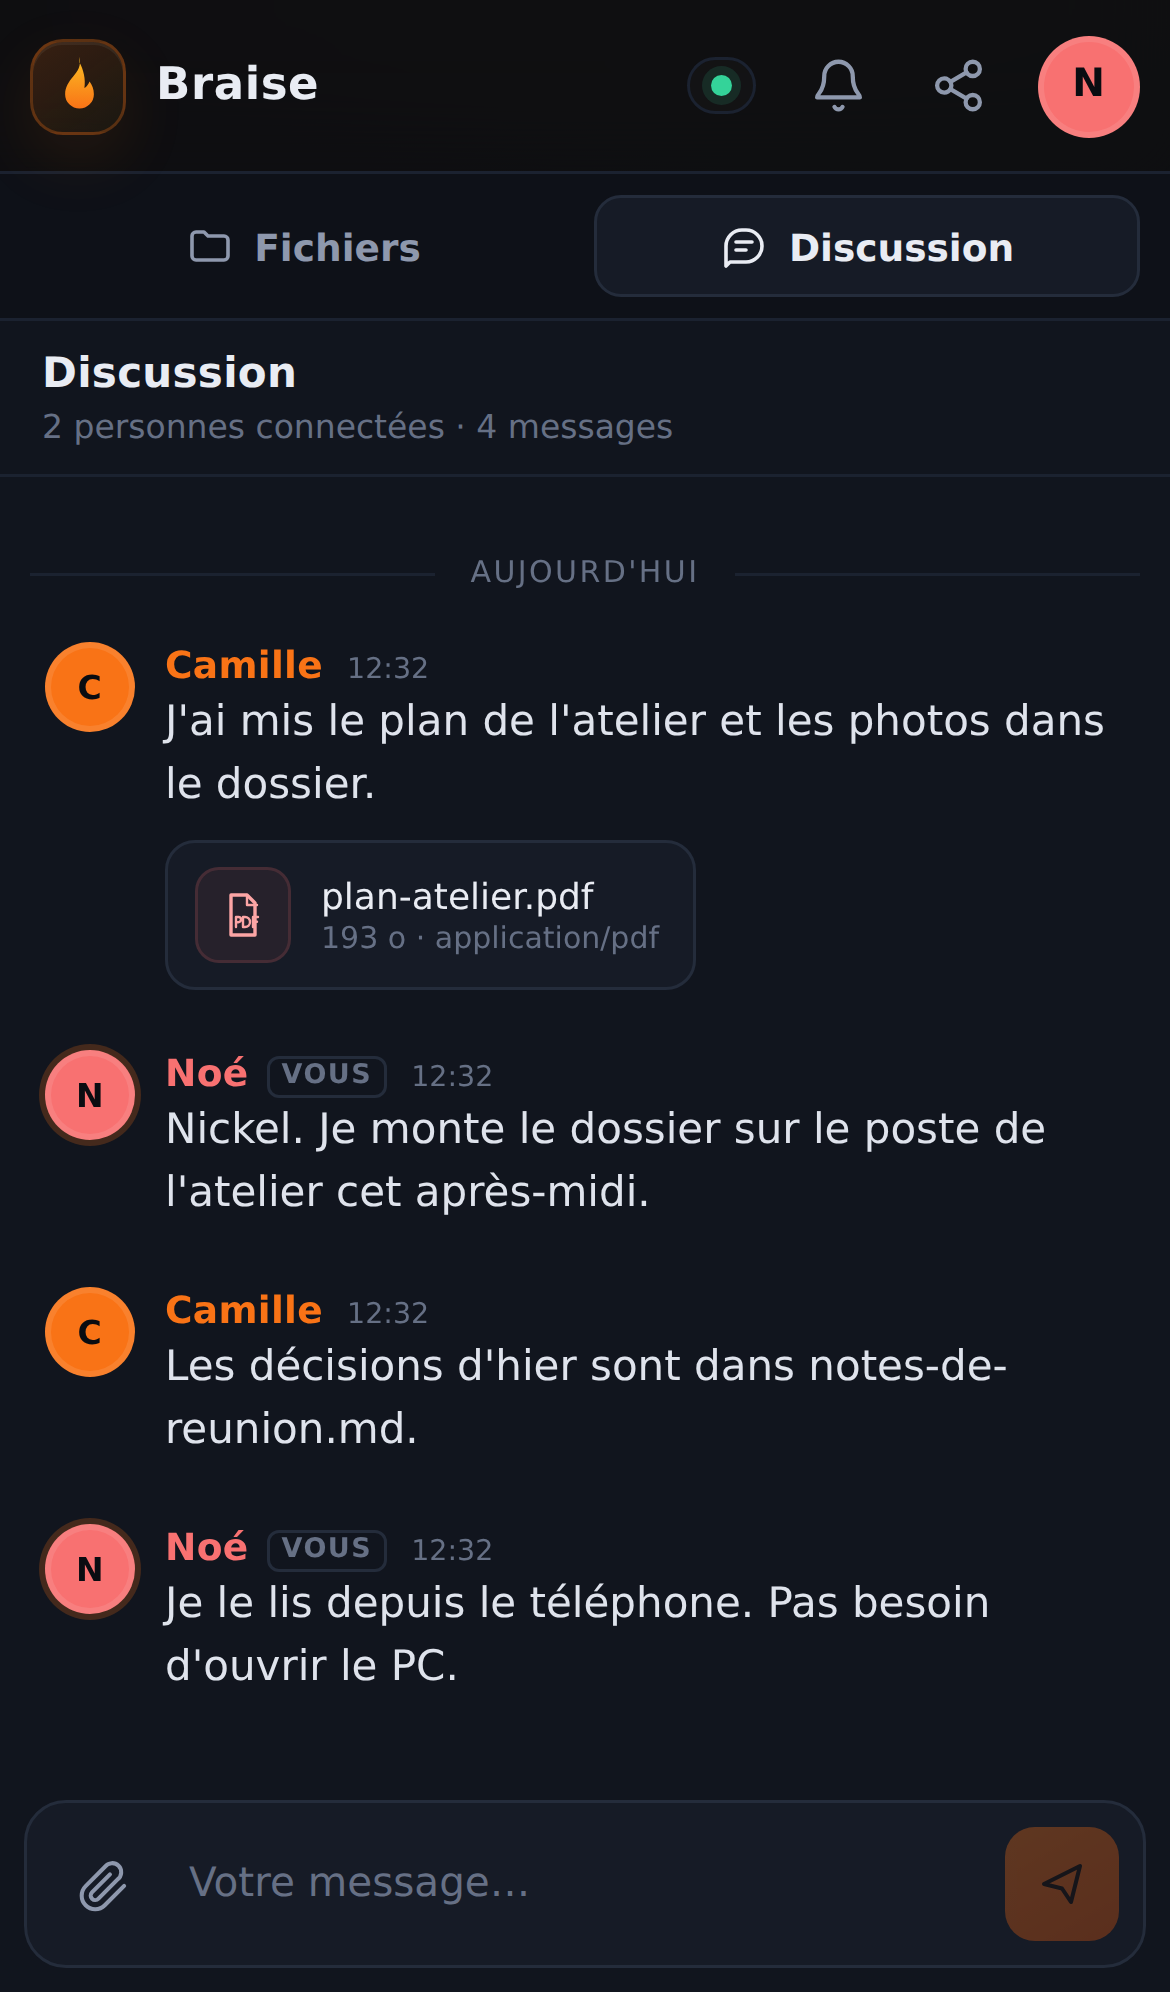 Braise
N
Fichiers
Discussion
Discussion
2 personnes connectées · 4 messages
AUJOURD'HUI
C
Camille 12:32
J'ai mis le plan de l'atelier et les photos dans
le dossier.
PDF
plan-atelier.pdf
193 o · application/pdf
N
Noé VOUS 12:32
Nickel. Je monte le dossier sur le poste de
l'atelier cet après-midi.
C
Camille 12:32
Les décisions d'hier sont dans notes-de-
reunion.md.
N
Noé VOUS 12:32
Je le lis depuis le téléphone. Pas besoin
d'ouvrir le PC.
Votre message…